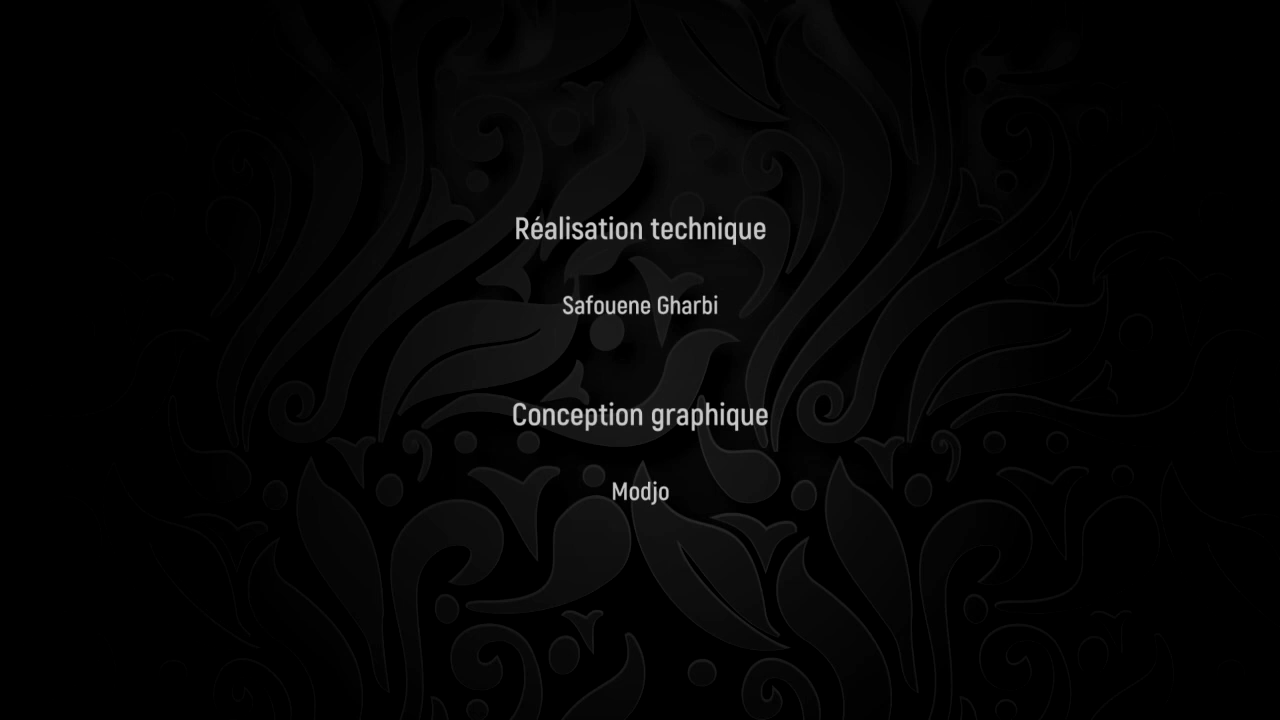 Réalisation technique
Safouene Gharbi
Conception graphique
Modjo